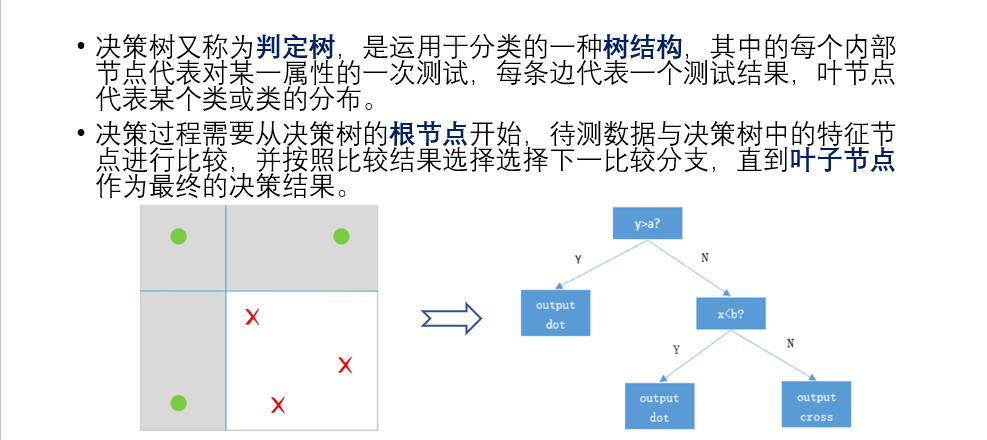 • 决策树又称为判定树，是运用于分类的一种树结构，其中的每个内部
节点代表对某一属性的一次测试，每条边代表一个测试结果，叶节点
代表某个类或类的分布。
• 决策过程需要从决策树的根节点开始，待测数据与决策树中的特征节
点进行比较，并按照比较结果选择选择下一比较分支，直到叶子节点
作为最终的决策结果。
y>a?
Y
N
output
dot
x<b?
Y
N
output
dot
output
cross